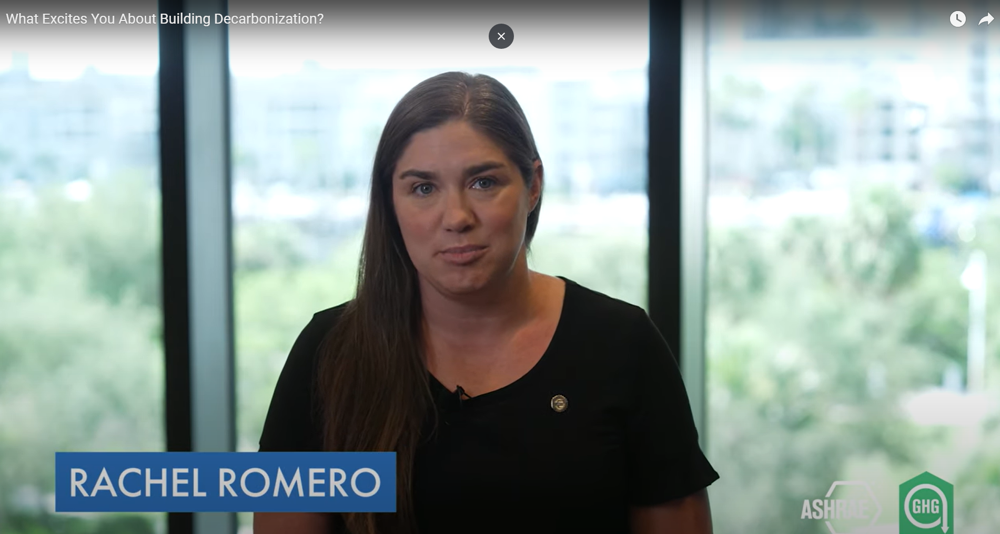 What Excites You About Building Decarbonization?
RACHEL ROMERO
ASHRAE
GHG